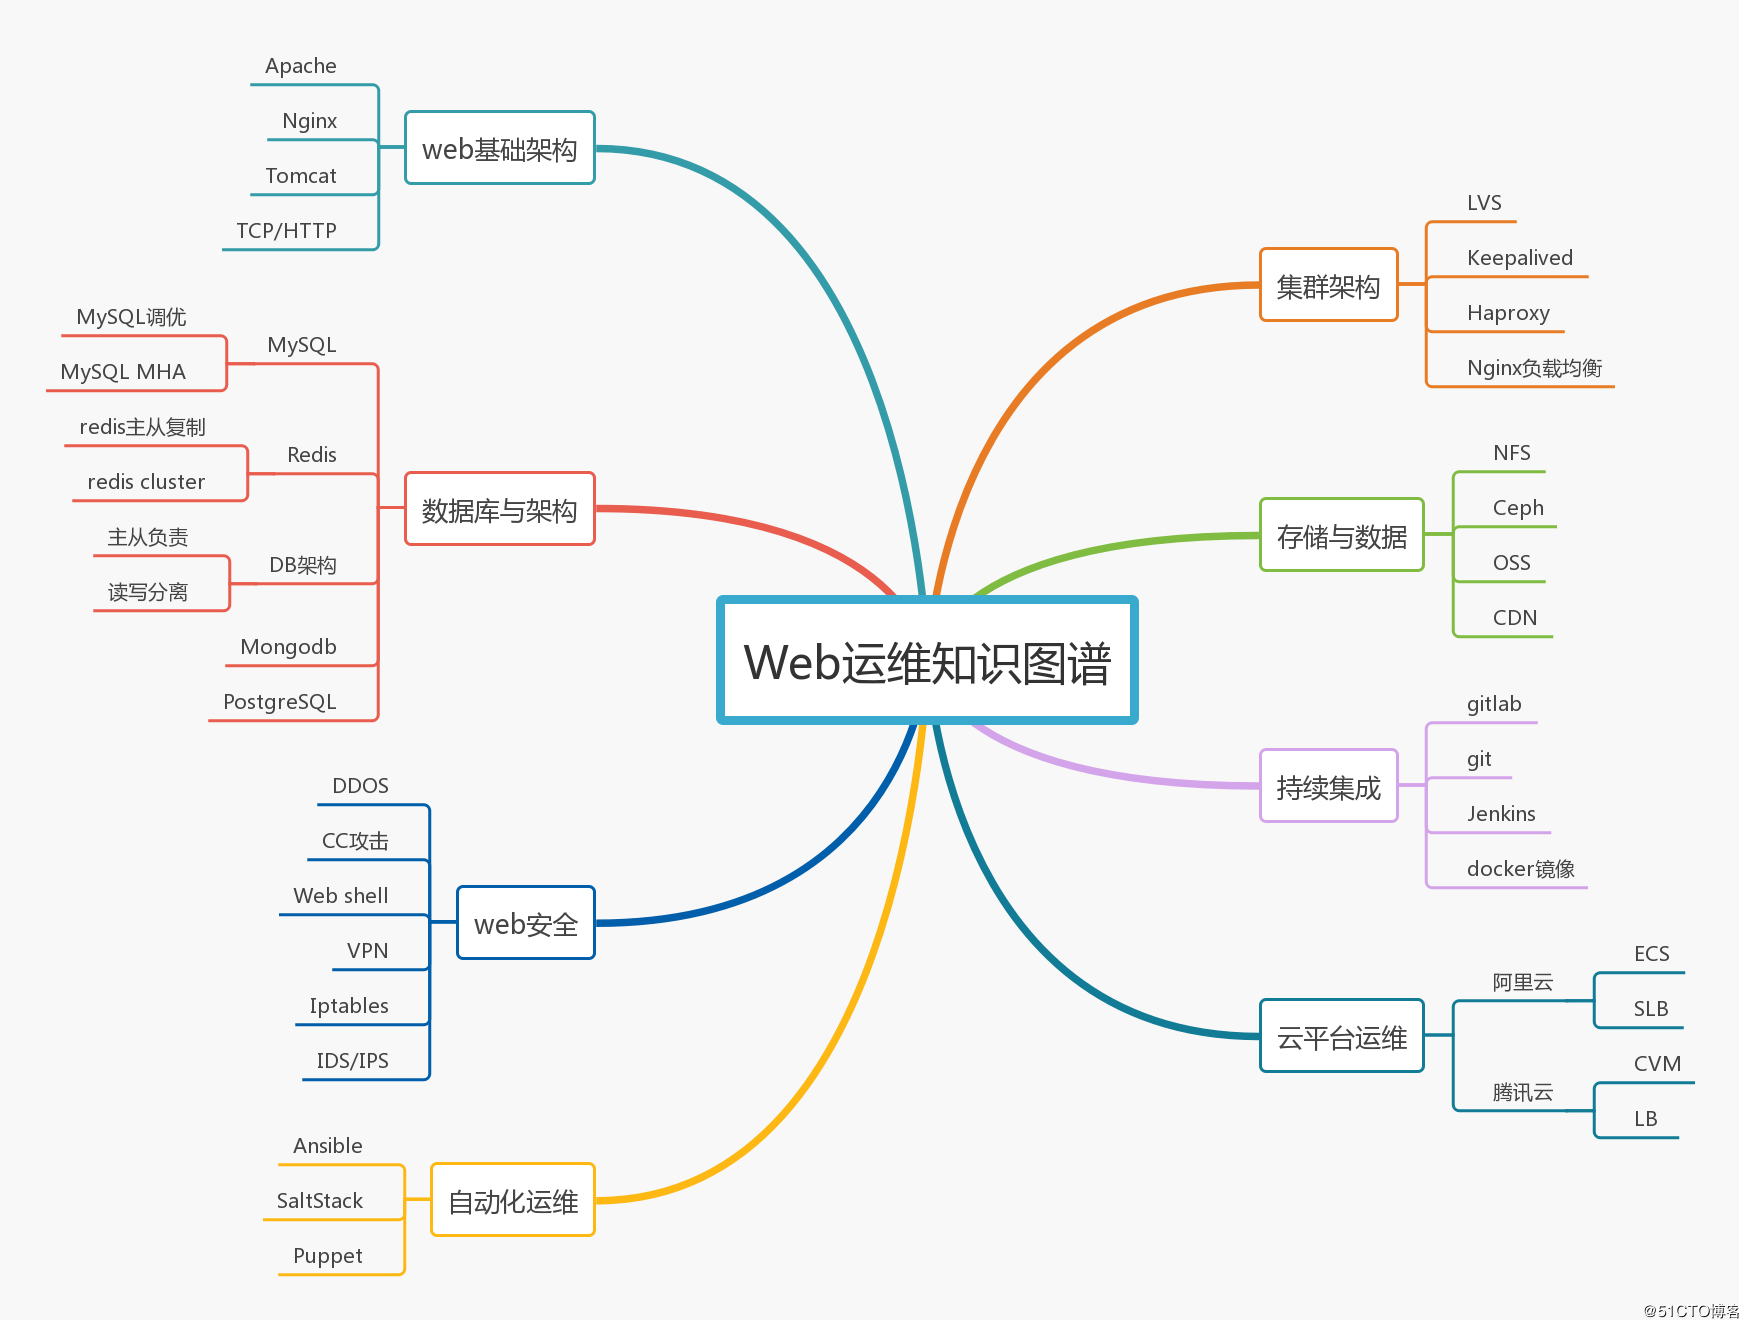 Web运维知识图谱
web基础架构
Apache
Nginx
Tomcat
TCP/HTTP
数据库与架构
MySQL
MySQL调优
MySQL MHA
Redis
redis主从复制
redis cluster
DB架构
主从负责
读写分离
Mongodb
PostgreSQL
web安全
DDOS
CC攻击
Web shell
VPN
Iptables
IDS/IPS
自动化运维
Ansible
SaltStack
Puppet
集群架构
LVS
Keepalived
Haproxy
Nginx负载均衡
存储与数据
NFS
Ceph
OSS
CDN
持续集成
gitlab
git
Jenkins
docker镜像
云平台运维
阿里云
ECS
SLB
腾讯云
CVM
LB
@51CTO博客